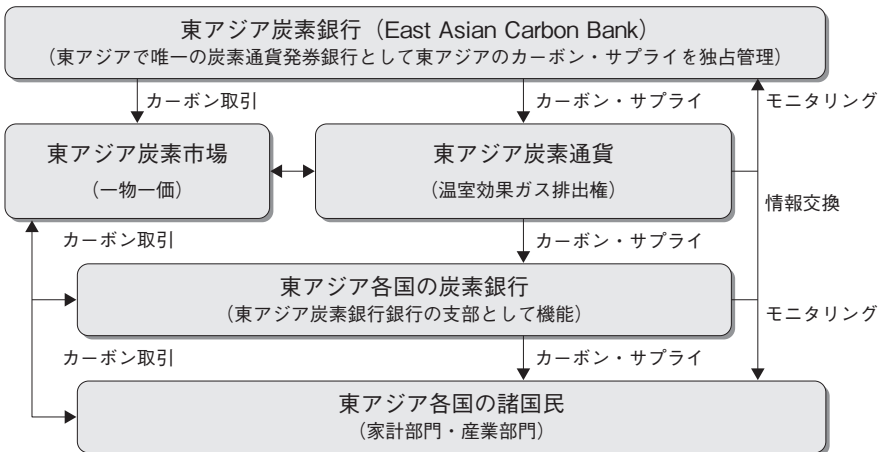 東アジア炭素銀行（East Asian Carbon Bank）
（東アジアで唯一の炭素通貨発券銀行として東アジアのカーボン・サプライを独占管理）
カーボン取引
カーボン・サプライ
モニタリング
東アジア炭素市場
（一物一価）
東アジア炭素通貨
（温室効果ガス排出権）
情報交換
カーボン取引
カーボン・サプライ
東アジア各国の炭素銀行
（東アジア炭素銀行銀行の支部として機能）
モニタリング
カーボン取引
カーボン・サプライ
東アジア各国の諸国民
（家計部門・産業部門）